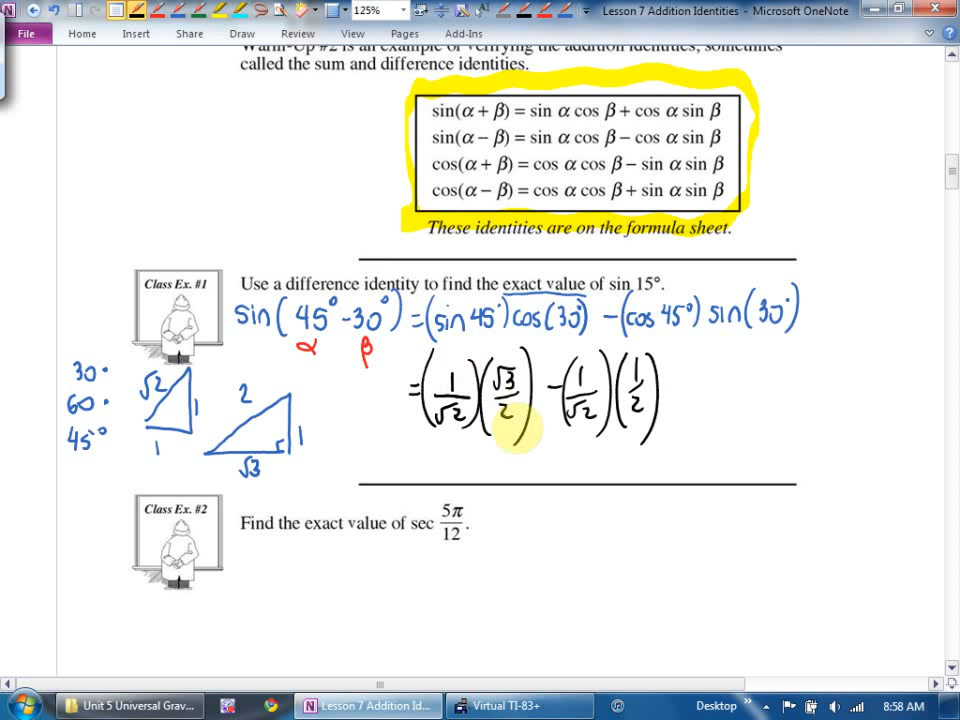 125%
Lesson 7 Addition Identities - Microsoft OneNote
File Home Insert Share Draw Review View Pages Add-Ins
Warm-Up #2 is an example of verifying the addition identities, sometimes
called the sum and difference identities.
sin(α + β) = sin α cos β + cos α sin β
sin(α − β) = sin α cos β − cos α sin β
cos(α + β) = cos α cos β − sin α sin β
cos(α − β) = cos α cos β + sin α sin β
These identities are on the formula sheet.
Class Ex. #1
Use a difference identity to find the exact value of sin 15°.
sin(45° -30°) = (sin 45°) cos(30°) - (cos 45°) sin(30°)
α β
= (1/√2)(√3/2) - (1/√2)(1/2)
30°
60°
45°
√2 1 1
2 1 √3
Class Ex. #2
Find the exact value of sec 5π/12.
Unit 5 Universal Grav... Lesson 7 Addition Id... Virtual TI-83+ Desktop 8:58 AM